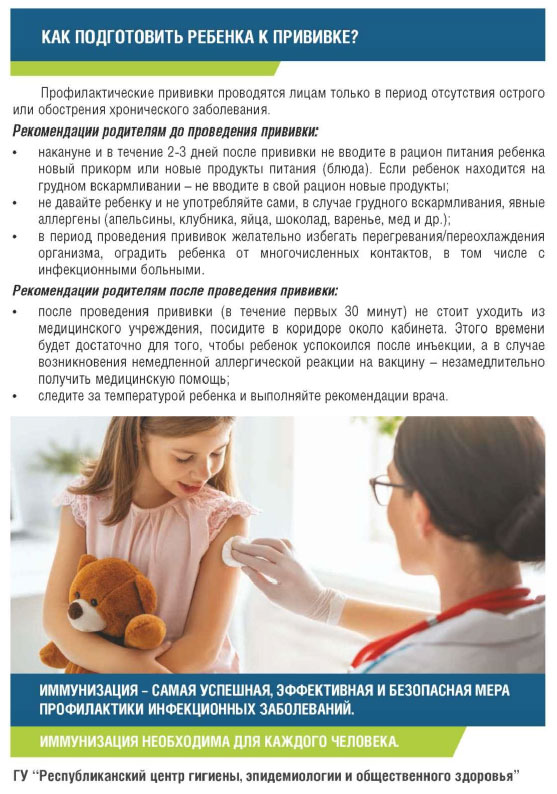 КАК ПОДГОТОВИТЬ РЕБЕНКА К ПРИВИВКЕ?
Профилактические прививки проводятся лицам только в период отсутствия острого
или обострения хронического заболевания.
Рекомендации родителям до проведения прививки:
• накануне и в течение 2-3 дней после прививки не вводите в рацион питания ребенка
новый прикорм или новые продукты питания (блюда). Если ребенок находится на
грудном вскармливании – не вводите в свой рацион новые продукты;
• не давайте ребенку и не употребляйте сами, в случае грудного вскармливания, явные
аллергены (апельсины, клубника, яйца, шоколад, варенье, мед и др.);
• в период проведения прививок желательно избегать перегревания/переохлаждения
организма, оградить ребенка от многочисленных контактов, в том числе с
инфекционными больными.
Рекомендации родителям после проведения прививки:
• после проведения прививки (в течение первых 30 минут) не стоит уходить из
медицинского учреждения, посидите в коридоре около кабинета. Этого времени
будет достаточно для того, чтобы ребенок успокоился после инъекции, а в случае
возникновения немедленной аллергической реакции на вакцину – незамедлительно
получить медицинскую помощь;
• следите за температурой ребенка и выполняйте рекомендации врача.
ИММУНИЗАЦИЯ – САМАЯ УСПЕШНАЯ, ЭФФЕКТИВНАЯ И БЕЗОПАСНАЯ МЕРА
ПРОФИЛАКТИКИ ИНФЕКЦИОННЫХ ЗАБОЛЕВАНИЙ.
ИММУНИЗАЦИЯ НЕОБХОДИМА ДЛЯ КАЖДОГО ЧЕЛОВЕКА.
ГУ “Республиканский центр гигиены, эпидемиологии и общественного здоровья”